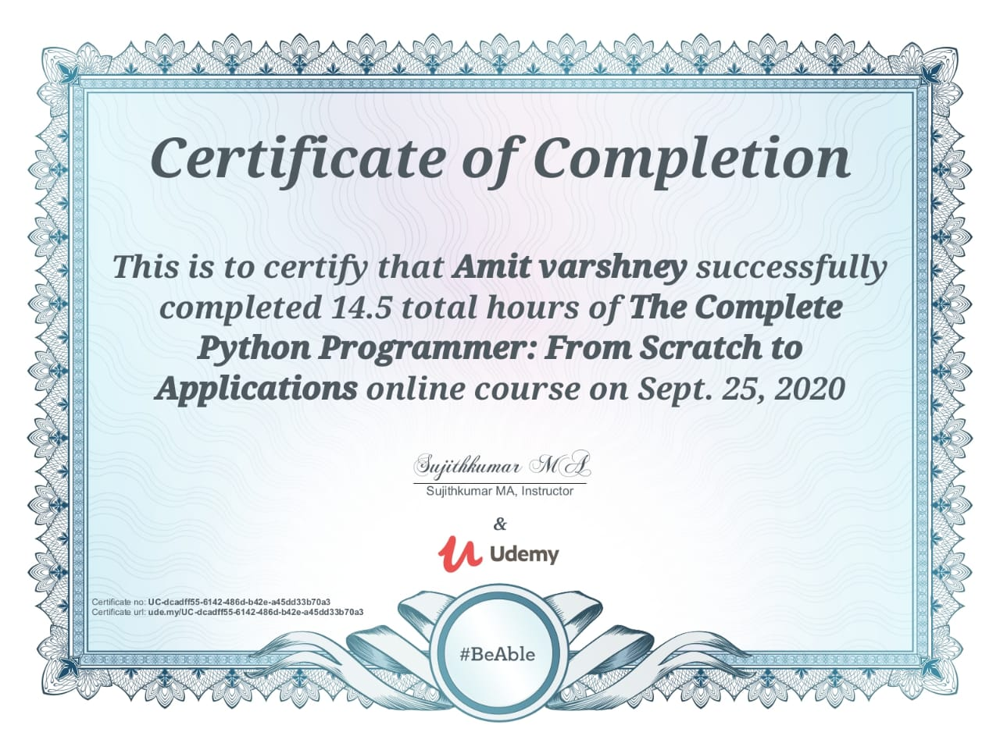 Certificate of Completion
This is to certify that Amit varshney successfully
completed 14.5 total hours of The Complete
Python Programmer: From Scratch to
Applications online course on Sept. 25, 2020
Sujithkumar M A
Sujithkumar MA, Instructor
&
Udemy
Certificate no: UC-dcadff55-6142-486d-b42e-a45dd33b70a3
Certificate url: ude.my/UC-dcadff55-6142-486d-b42e-a45dd33b70a3
#BeAble